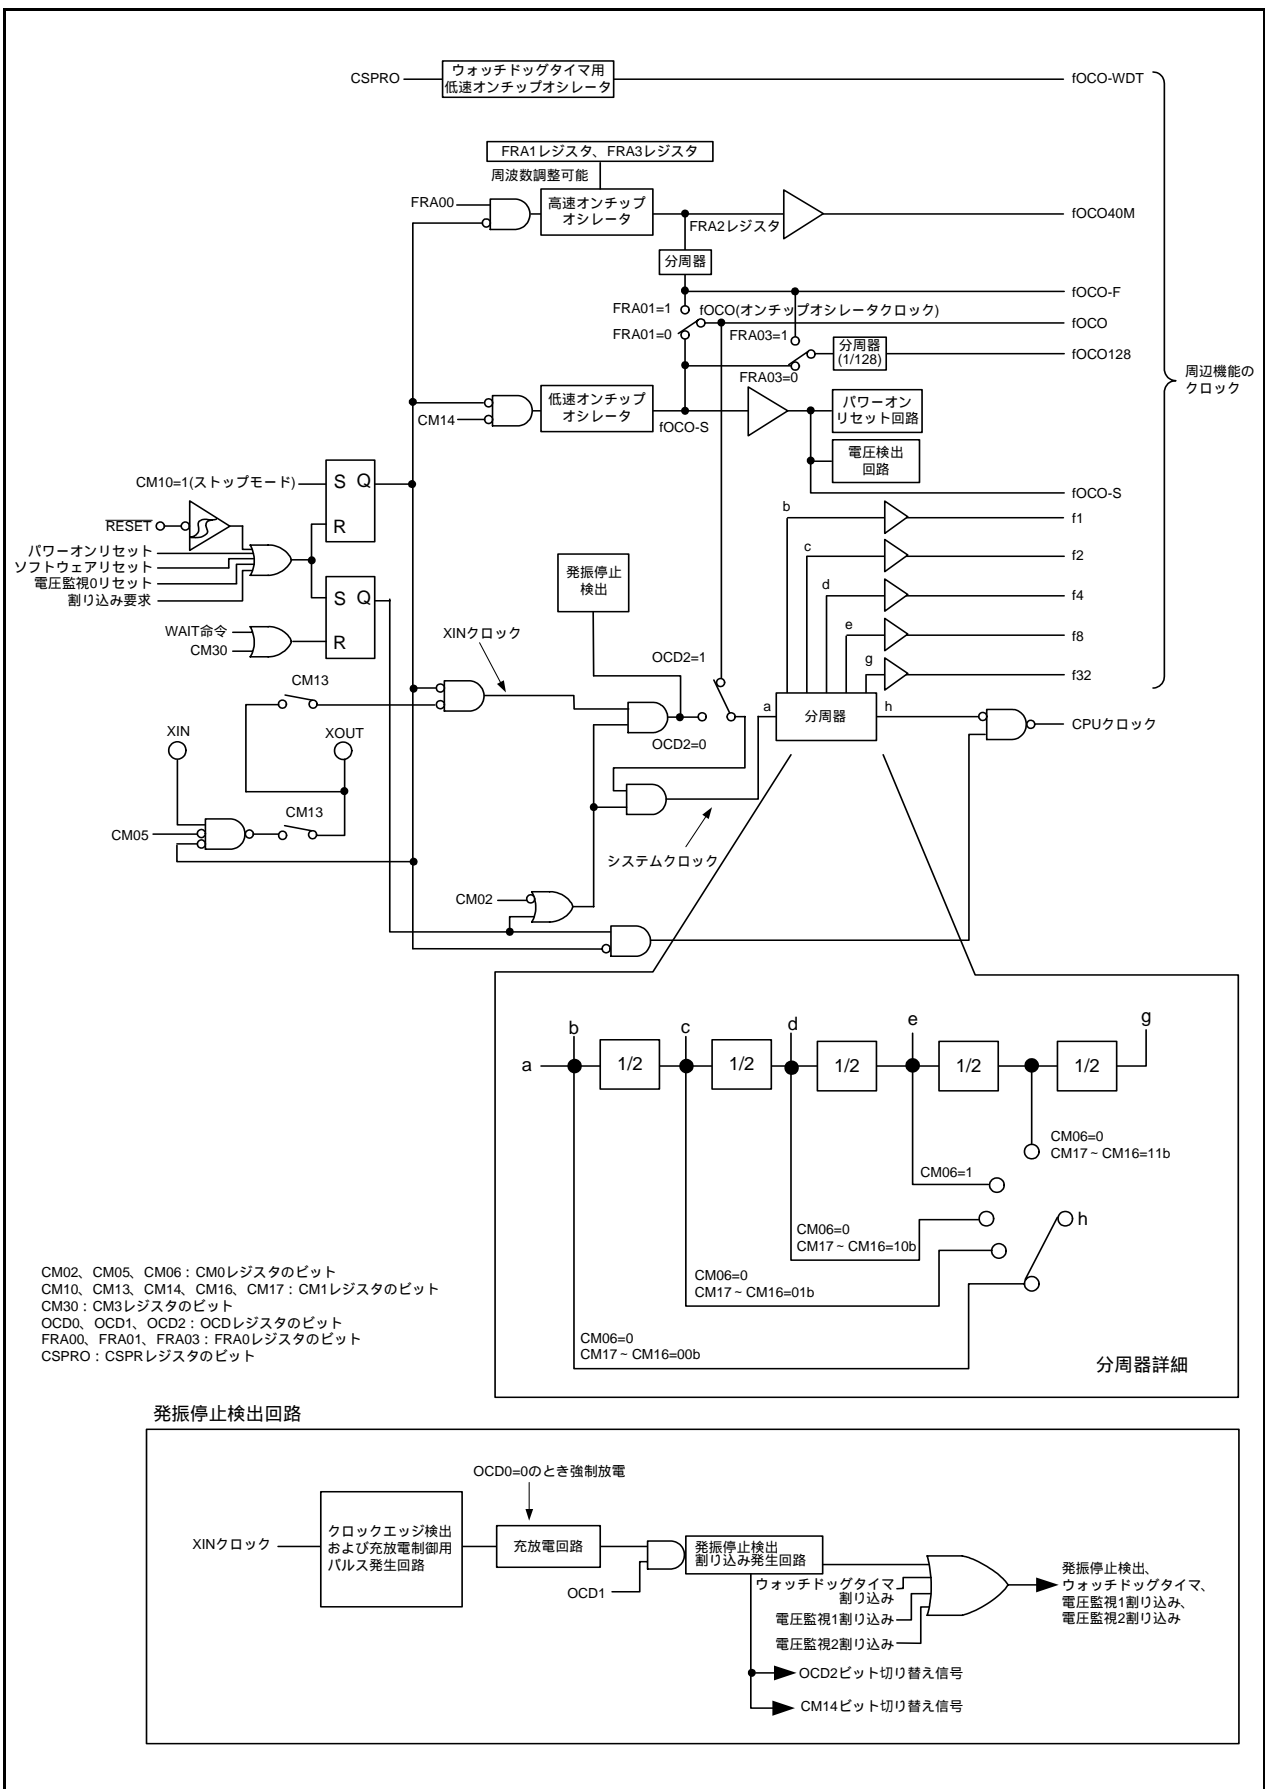 CSPRO
ウォッチドッグタイマ用
低速オンチップオシレータ
fOCO-WDT
FRA1レジスタ、FRA3レジスタ
周波数調整可能
FRA00
高速オンチップ
オシレータ
FRA2レジスタ
fOCO40M
分周器
fOCO-F
FRA01=1
fOCO(オンチップオシレータクロック)
fOCO
FRA01=0
FRA03=1
分周器
(1/128)
fOCO128
FRA03=0
周辺機能の
クロック
低速オンチップ
オシレータ
CM14
fOCO-S
パワーオン
リセット回路
電圧検出
回路
fOCO-S
CM10=1(ストップモード)
S Q
R
RESET
パワーオンリセット
ソフトウェアリセット
電圧監視0リセット
割り込み要求
S Q
R
WAIT命令
CM30
b
f1
c
f2
d
f4
e
f8
g
f32
発振停止
検出
XINクロック
OCD2=1
CM13
a
分周器
h
CPUクロック
OCD2=0
XIN
XOUT
CM13
CM05
システムクロック
CM02
a
b
1/2
c
1/2
d
1/2
e
1/2
1/2
g
CM06=0
CM17 ~ CM16=11b
CM06=1
h
CM06=0
CM17 ~ CM16=10b
CM06=0
CM17 ~ CM16=01b
CM06=0
CM17 ~ CM16=00b
分周器詳細
CM02、CM05、CM06 : CM0レジスタのビット
CM10、CM13、CM14、CM16、CM17 : CM1レジスタのビット
CM30 : CM3レジスタのビット
OCD0、OCD1、OCD2 : OCDレジスタのビット
FRA00、FRA01、FRA03 : FRA0レジスタのビット
CSPRO : CSPRレジスタのビット
発振停止検出回路
OCD0=0のとき強制放電
XINクロック
クロックエッジ検出
および充放電制御用
パルス発生回路
充放電回路
OCD1
発振停止検出
割り込み発生回路
ウォッチドッグタイマ
割り込み
電圧監視1割り込み
電圧監視2割り込み
発振停止検出、
ウォッチドッグタイマ、
電圧監視1割り込み、
電圧監視2割り込み
OCD2ビット切り替え信号
CM14ビット切り替え信号